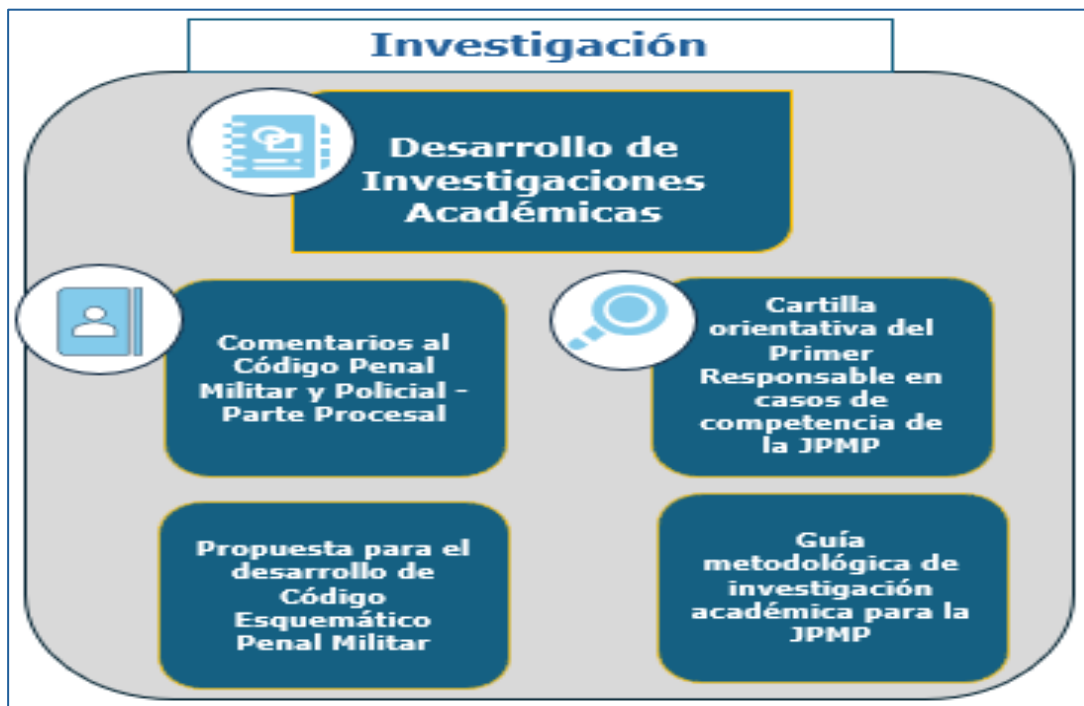 Investigación
Desarrollo de
Investigaciones
Académicas
Comentarios al
Código Penal
Militar y Policial -
Parte Procesal
Cartilla
orientativa del
Primer
Responsable en
casos de
competencia de
la JPMP
Propuesta para el
desarrollo de
Código
Esquemático
Penal Militar
Guía
metodológica de
investigación
académica para la
JPMP